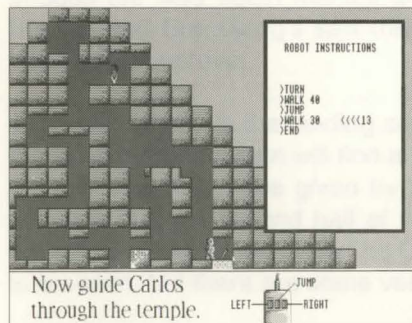 ROBOT INSTRUCTIONS
>TURN
>WALK 40
>JUMP
>WALK 30 <<<<13
>END
Now guide Carlos
through the temple.
JUMP
LEFT RIGHT